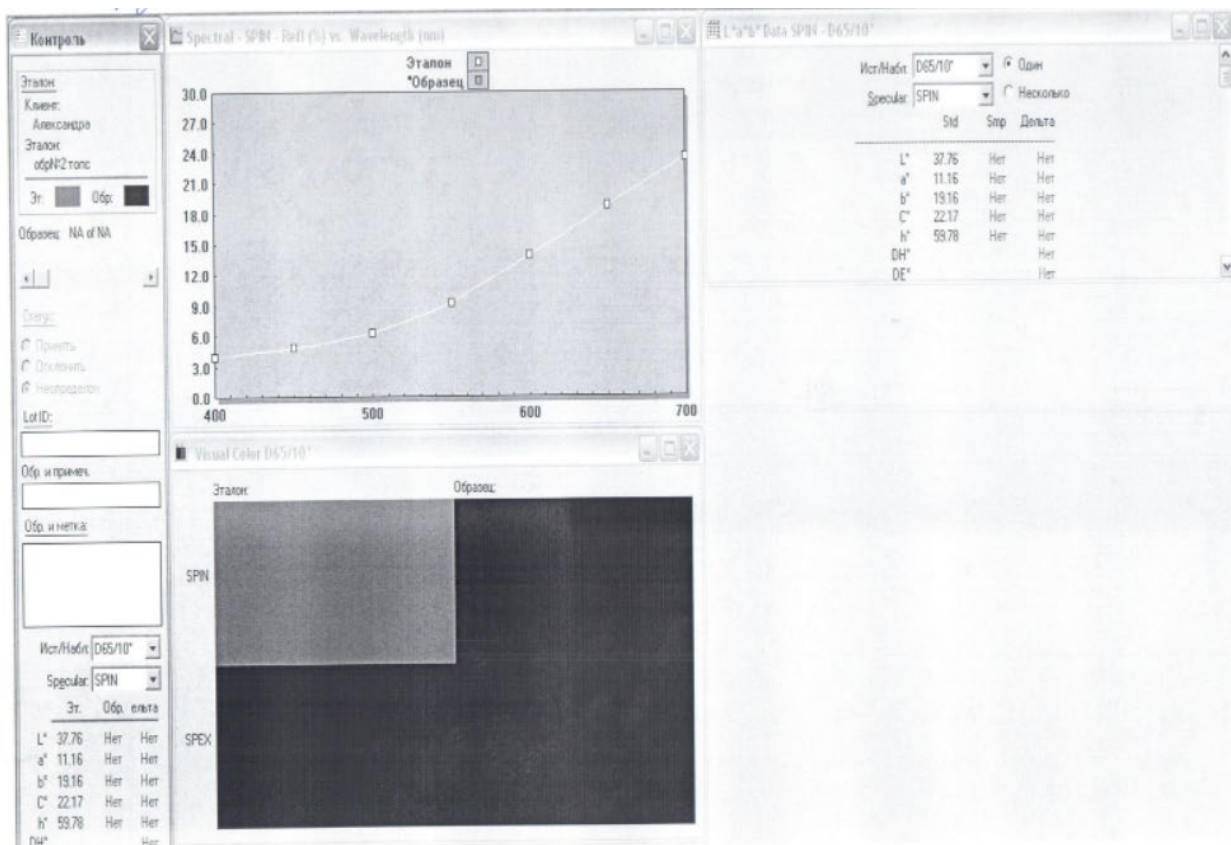 Контроль
Эталон:
Клиент:
Александра
Эталон:
обр№2 топс
Эт: Обр:
Образец: NA of NA
Статус:
Принять
Отклонить
Неопределен
Lot ID:
Обр. и примеч.
Обр. и метка:
Ист/Набл: D65/10°
Specular: SPIN
Эт. Обр. ельта
L* 37.76 Нет Нет
a* 11.16 Нет Нет
b* 19.16 Нет Нет
C* 22.17 Нет Нет
h* 59.78 Нет Нет
DH* Нет
Spectral - SPIN - Refl (%) vs. Wavelength (nm)
Эталон
*Образец
30.0
27.0
24.0
21.0
18.0
15.0
12.0
9.0
6.0
3.0
0.0
400 500 600 700
Visual Color D65/10°
Эталон: Образец:
SPIN
SPEX
L*a*b* Data SPIN - D65/10°
Ист/Набл: D65/10° Один
Specular: SPIN Несколько
Std Smp Дельта
L* 37.76 Нет Нет
a* 11.16 Нет Нет
b* 19.16 Нет Нет
C* 22.17 Нет Нет
h* 59.78 Нет Нет
DH* Нет
DE* Нет